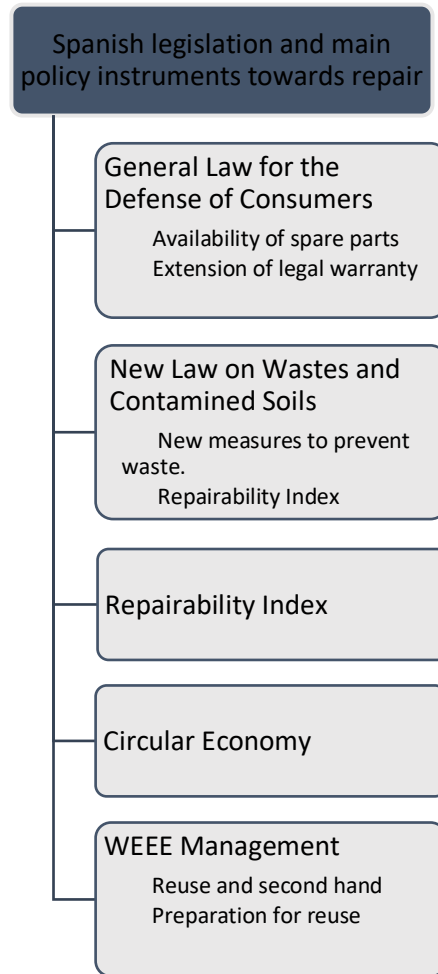 Spanish legislation and main
policy instruments towards repair
General Law for the
Defense of Consumers
Availability of spare parts
Extension of legal warranty
New Law on Wastes and
Contamined Soils
New measures to prevent
waste.
Repairability Index
Repairability Index
Circular Economy
WEEE Management
Reuse and second hand
Preparation for reuse